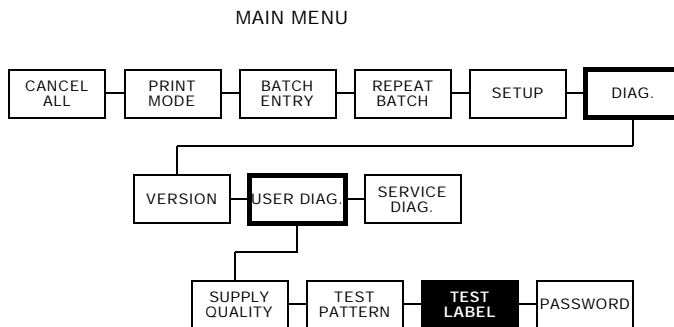 MAIN MENU
CANCEL
ALL
PRINT
MODE
BATCH
ENTRY
REPEAT
BATCH
SETUP
DIAG.
VERSION
USER DIAG.
SERVICE
DIAG.
SUPPLY
QUALITY
TEST
PATTERN
TEST
LABEL
PASSWORD